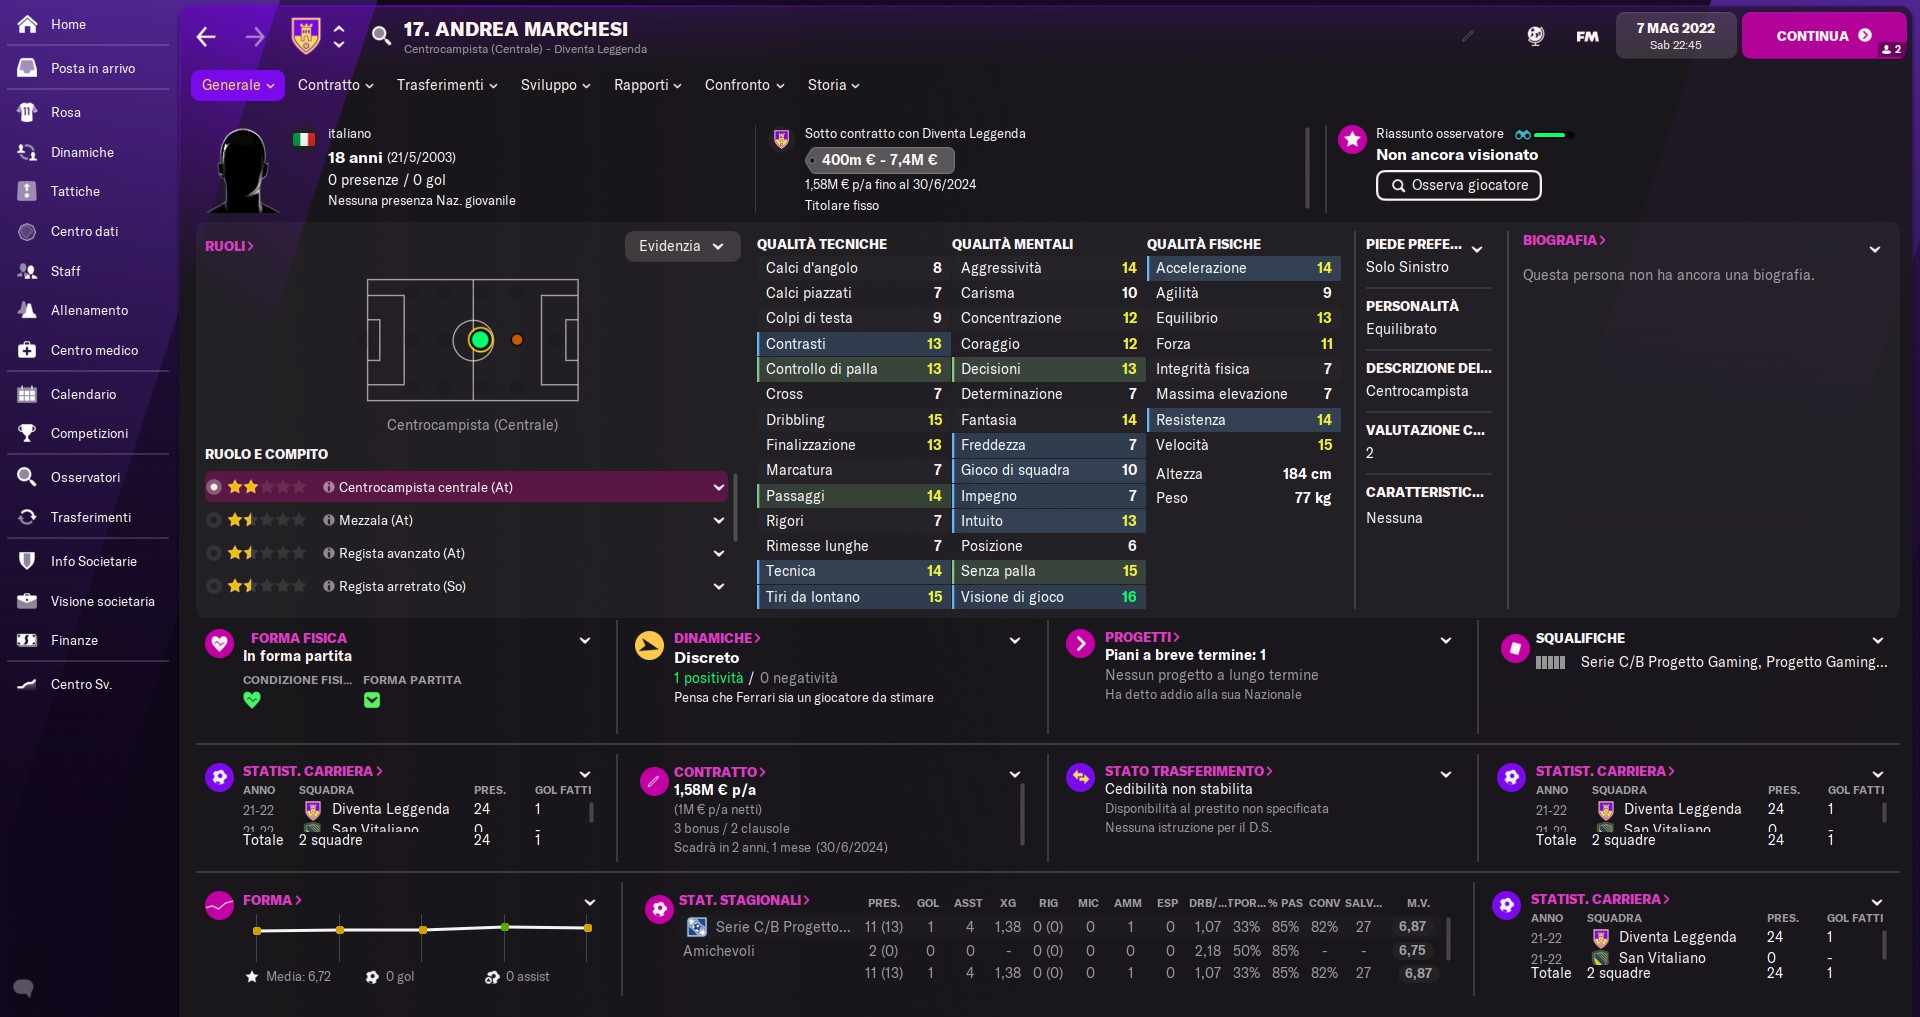 Home
Posta in arrivo
Rosa
Dinamiche
Tattiche
Centro dati
Staff
Allenamento
Centro medico
Calendario
Competizioni
Osservatori
Trasferimenti
Info Societarie
Visione societaria
Finanze
Centro Sv.
17. ANDREA MARCHESI
Centrocampista (Centrale) - Diventa Leggenda
FM
7 MAG 2022
Sab 22:45
CONTINUA
2
Generale
Contratto
Trasferimenti
Sviluppo
Rapporti
Confronto
Storia
italiano
18 anni (21/5/2003)
0 presenze / 0 gol
Nessuna presenza Naz. giovanile
Sotto contratto con Diventa Leggenda
400m € - 7,4M €
1,58M € p/a fino al 30/6/2024
Titolare fisso
Riassunto osservatore
Non ancora visionato
Osserva giocatore
RUOLI
Evidenzia
Centrocampista (Centrale)
RUOLO E COMPITO
Centrocampista centrale (At)
Mezzala (At)
Regista avanzato (At)
Regista arretrato (So)
QUALITÀ TECNICHE
Calci d'angolo 8
Calci piazzati 7
Colpi di testa 9
Contrasti 13
Controllo di palla 13
Cross 7
Dribbling 15
Finalizzazione 13
Marcatura 7
Passaggi 14
Rigori 7
Rimesse lunghe 7
Tecnica 14
Tiri da lontano 15
QUALITÀ MENTALI
Aggressività 14
Carisma 10
Concentrazione 12
Coraggio 12
Decisioni 13
Determinazione 7
Fantasia 14
Freddezza 7
Gioco di squadra 10
Impegno 7
Intuito 13
Posizione 6
Senza palla 15
Visione di gioco 16
QUALITÀ FISICHE
Accelerazione 14
Agilità 9
Equilibrio 13
Forza 11
Integrità fisica 7
Massima elevazione 7
Resistenza 14
Velocità 15
Altezza 184 cm
Peso 77 kg
PIEDE PREFE...
Solo Sinistro
PERSONALITÀ
Equilibrato
DESCRIZIONE DEI...
Centrocampista
VALUTAZIONE C...
2
CARATTERISTIC...
Nessuna
BIOGRAFIA
Questa persona non ha ancora una biografia.
FORMA FISICA
In forma partita
CONDIZIONE FISI... FORMA PARTITA
DINAMICHE
Discreto
1 positività / 0 negatività
Pensa che Ferrari sia un giocatore da stimare
PROGETTI
Piani a breve termine: 1
Nessun progetto a lungo termine
Ha detto addio alla sua Nazionale
SQUALIFICHE
Serie C/B Progetto Gaming, Progetto Gaming...
STATIST. CARRIERA
ANNO SQUADRA PRES. GOL FATTI
21-22 Diventa Leggenda 24 1
21-22 San Vitaliano 0 -
Totale 2 squadre 24 1
CONTRATTO
1,58M € p/a
(1M € p/a netti)
3 bonus / 2 clausole
Scadrà in 2 anni, 1 mese (30/6/2024)
STATO TRASFERIMENTO
Cedibilità non stabilita
Disponibilità al prestito non specificata
Nessuna istruzione per il D.S.
STATIST. CARRIERA
ANNO SQUADRA PRES. GOL FATTI
21-22 Diventa Leggenda 24 1
21-22 San Vitaliano 0 -
Totale 2 squadre 24 1
FORMA
Media: 6,72 0 gol 0 assist
STAT. STAGIONALI
PRES. GOL ASST XG RIG MIC AMM ESP DRB/... TPOR... % PAS CONV SALV... M.V.
Serie C/B Progetto... 11 (13) 1 4 1,38 0 (0) 0 1 0 1,07 33% 85% 82% 27 6,87
Amichevoli 2 (0) 0 0 - 0 (0) 0 0 0 2,18 50% 85% - - 6,75
11 (13) 1 4 1,38 0 (0) 0 1 0 1,07 33% 85% 82% 27 6,87
STATIST. CARRIERA
ANNO SQUADRA PRES. GOL FATTI
21-22 Diventa Leggenda 24 1
21-22 San Vitaliano 0 -
Totale 2 squadre 24 1